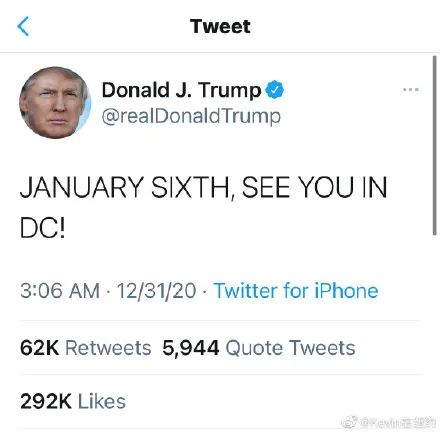 Tweet
Donald J. Trump
@realDonaldTrump
JANUARY SIXTH, SEE YOU IN
DC!
3:06 AM · 12/31/20 · Twitter for iPhone
62K Retweets 5,944 Quote Tweets
292K Likes